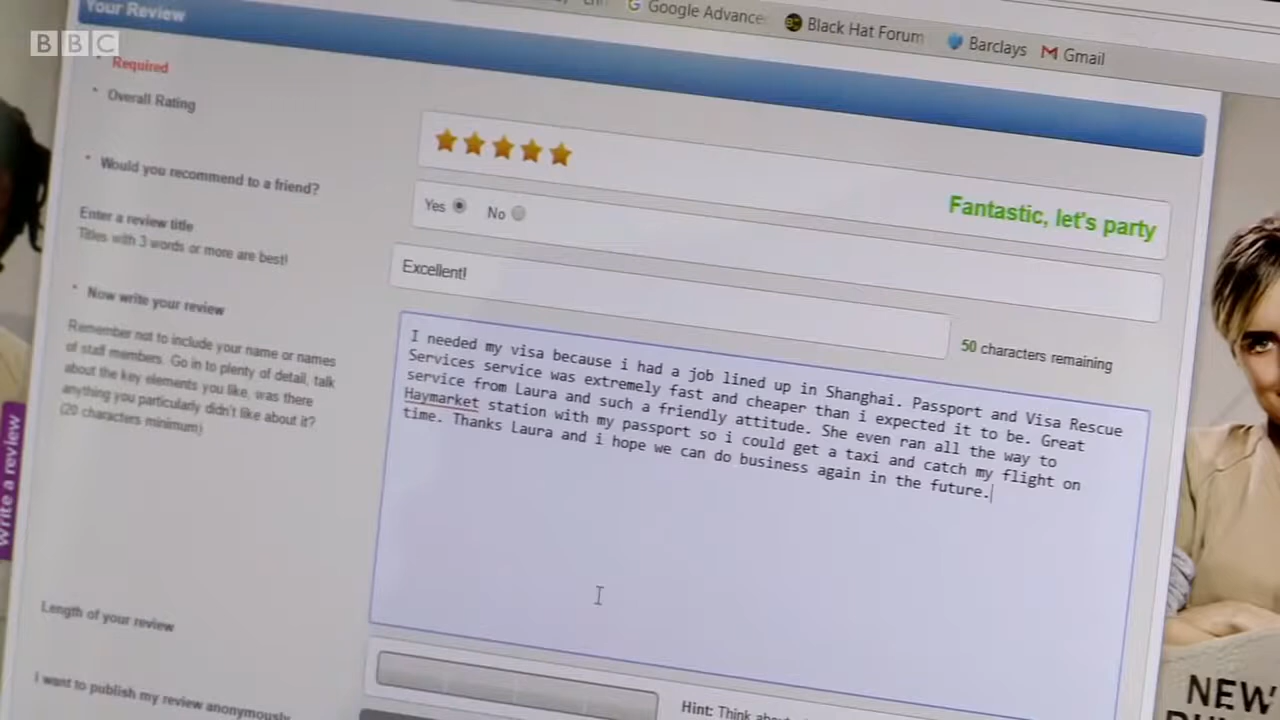 Google Advance
Black Hat Forum
Barclays
Gmail
BBC
Your Review
* Required
* Overall Rating
Fantastic, let's party
* Would you recommend to a friend?
Yes
No
Enter a review title
Titles with 3 words or more are best!
Excellent!
50 characters remaining
* Now write your review
Remember not to include your name or names
of staff members. Go in to plenty of detail, talk
about the key elements you like, was there
anything you particularly didn't like about it?
(20 characters minimum)
I needed my visa because i had a job lined up in Shanghai. Passport and Visa Rescue
Services service was extremely fast and cheaper than i expected it to be. Great
service from Laura and such a friendly attitude. She even ran all the way to
Haymarket station with my passport so i could get a taxi and catch my flight on
time. Thanks Laura and i hope we can do business again in the future.
Write a review
Length of your review
Hint: Think
I want to publish my review anonymously
NEW